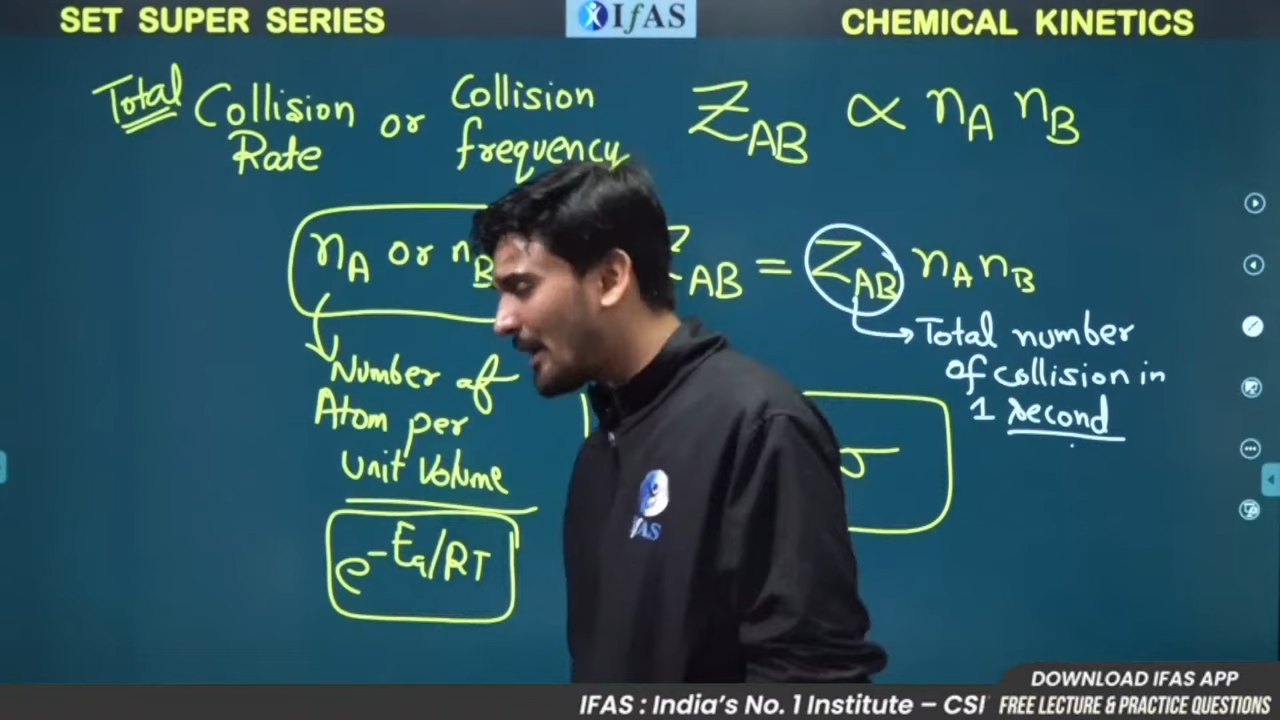 SET SUPER SERIES
IfAS
CHEMICAL KINETICS
Total Collision Rate or Collision frequency
Z_AB ∝ n_A n_B
n_A or n_B
Z_AB = Z_AB n_A n_B
Number of
Atom per
unit volume
Total number
of collision in
1 second
σ
e^-Ea/RT
IFAS
IFAS : India's No. 1 Institute – CSI
DOWNLOAD IFAS APP
FREE LECTURE & PRACTICE QUESTIONS